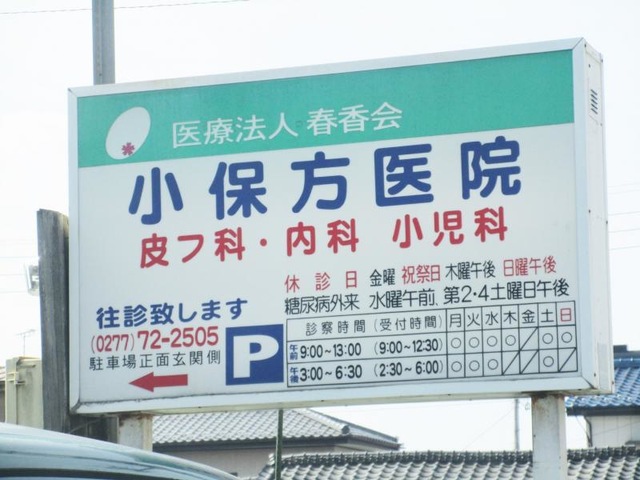 医療法人 春香会
小保方医院
皮フ科・内科 小児科
休診日 金曜 祝祭日 木曜午後 日曜午後
糖尿病外来 水曜午前、第2・4土曜日午後
往診致します
(0277)72-2505
駐車場正面玄関側
P
診察時間 (受付時間) 月 火 水 木 金 土 日
午前 9:00~13:00 (9:00~12:30) ○ ○ ○ ○ / ○ ○
午後 3:00~6:30 (2:30~6:00) ○ ○ ○ / / ○ /